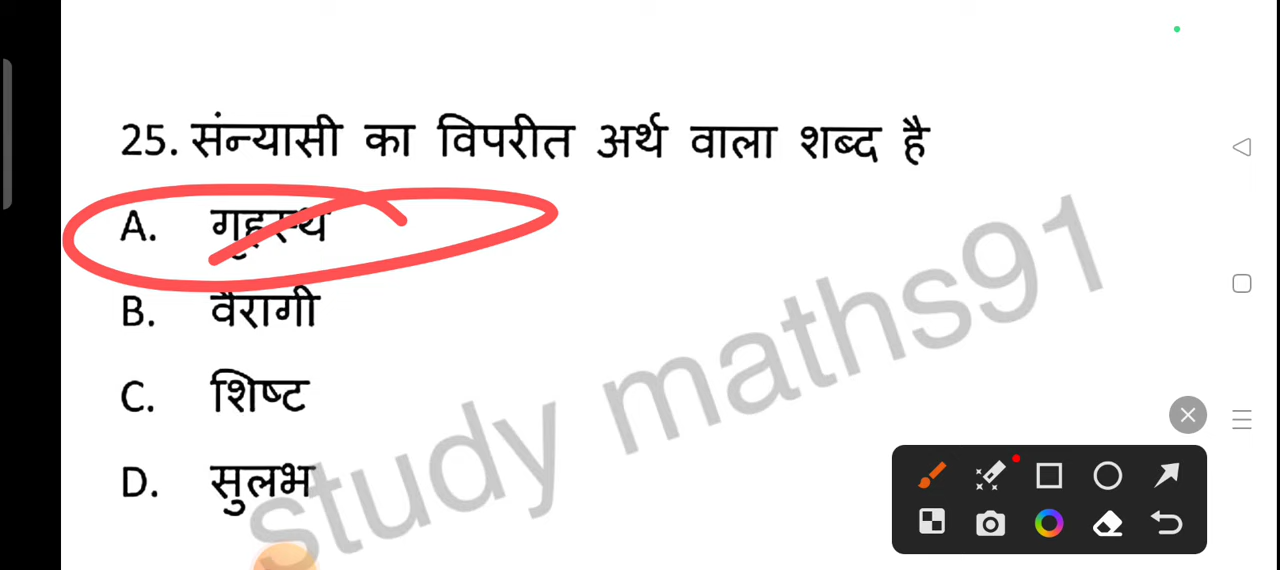 25. संन्यासी का विपरीत अर्थ वाला शब्द है
A. गृहस्थ
B. वैरागी
C. शिष्ट
D. सुलभ
study maths91